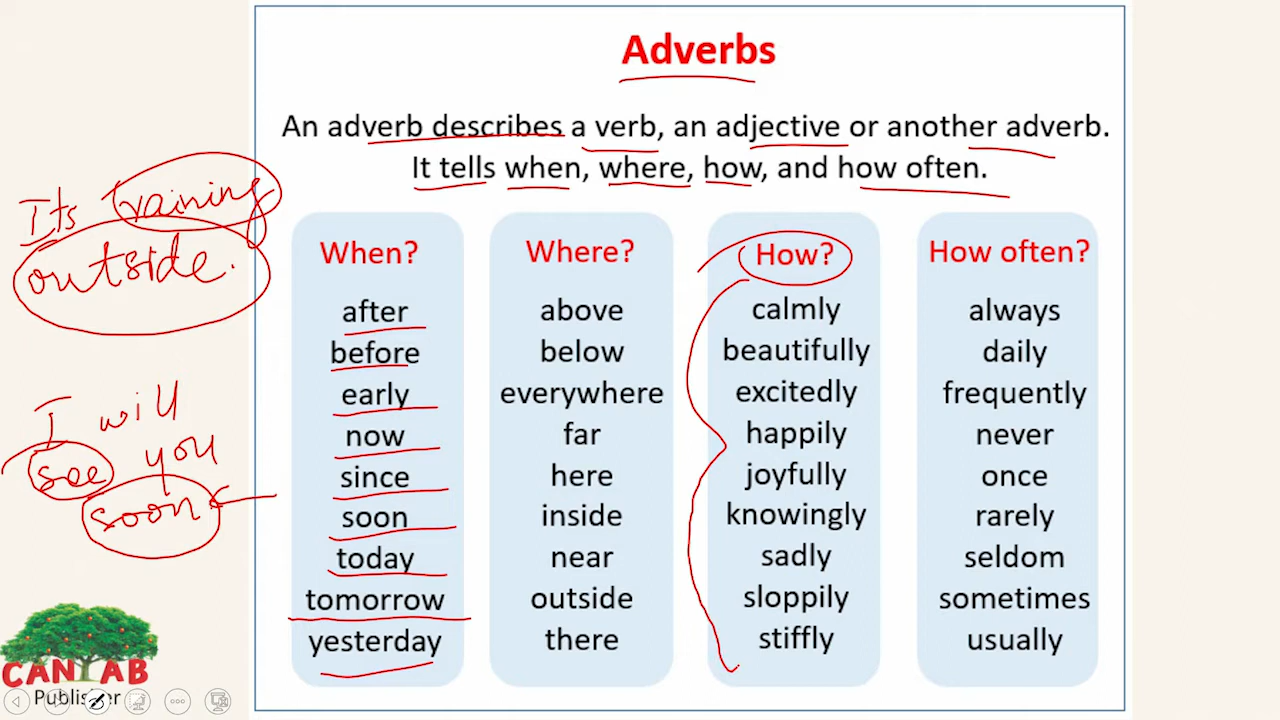 Adverbs
An adverb describes a verb, an adjective or another adverb.
It tells when, where, how, and how often.
Its training
outside.
I will
see you
soon
When?
after
before
early
now
since
soon
today
tomorrow
yesterday
Where?
above
below
everywhere
far
here
inside
near
outside
there
How?
calmly
beautifully
excitedly
happily
joyfully
knowingly
sadly
sloppily
stiffly
How often?
always
daily
frequently
never
once
rarely
seldom
sometimes
usually
CANTAB
Publisher